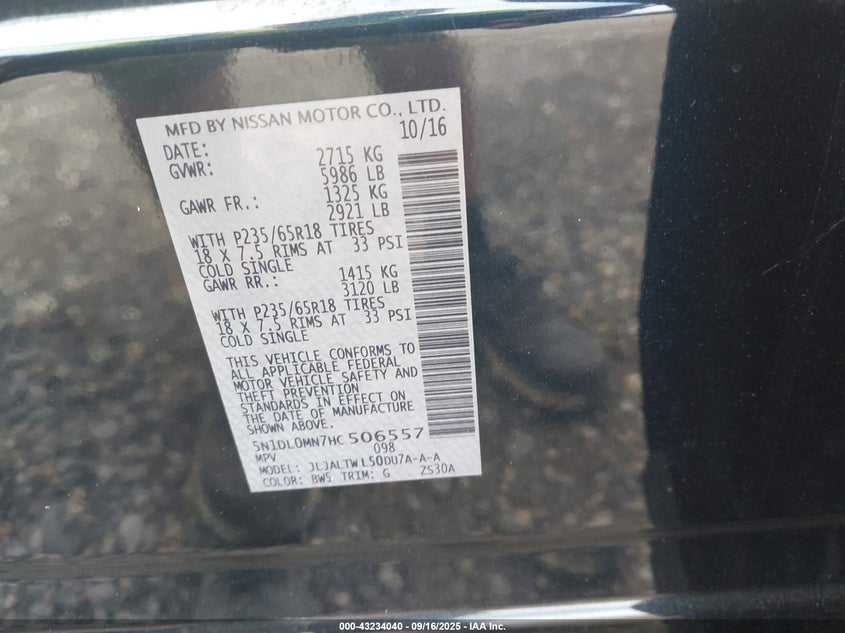 MFD BY NISSAN MOTOR CO., LTD.
DATE: 10/16
GVWR: 2715 KG
5986 LB
GAWR FR.: 1325 KG
2921 LB
WITH P235/65R18 TIRES
18 X 7.5 RIMS AT 33 PSI
COLD SINGLE
GAWR RR.: 1415 KG
3120 LB
WITH P235/65R18 TIRES
18 X 7.5 RIMS AT 33 PSI
COLD SINGLE
THIS VEHICLE CONFORMS TO
ALL APPLICABLE FEDERAL
MOTOR VEHICLE SAFETY AND
THEFT PREVENTION
STANDARDS IN EFFECT ON
THE DATE OF MANUFACTURE
SHOWN ABOVE.
5N1DL0MN7HC506557
MPV 098
MODEL: JLJALTWL50DU7A-A-A
COLOR: BW5 TRIM: G 2S30A
000-43234040 - 09/16/2025 - IAA Inc.